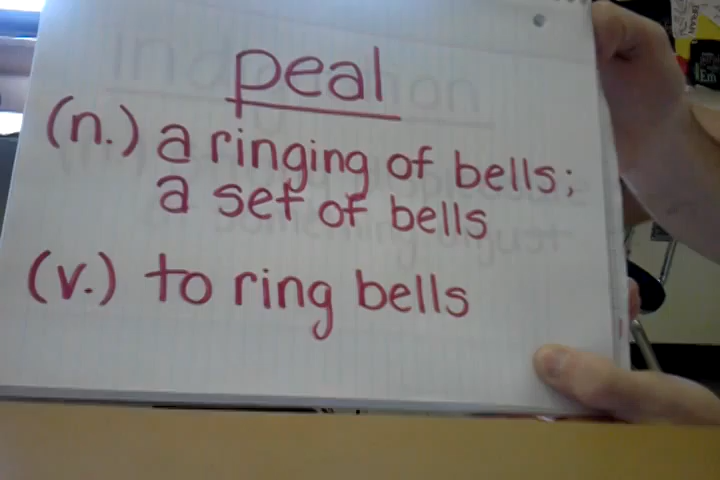 peal
(n.) a ringing of bells;
a set of bells
(v.) to ring bells